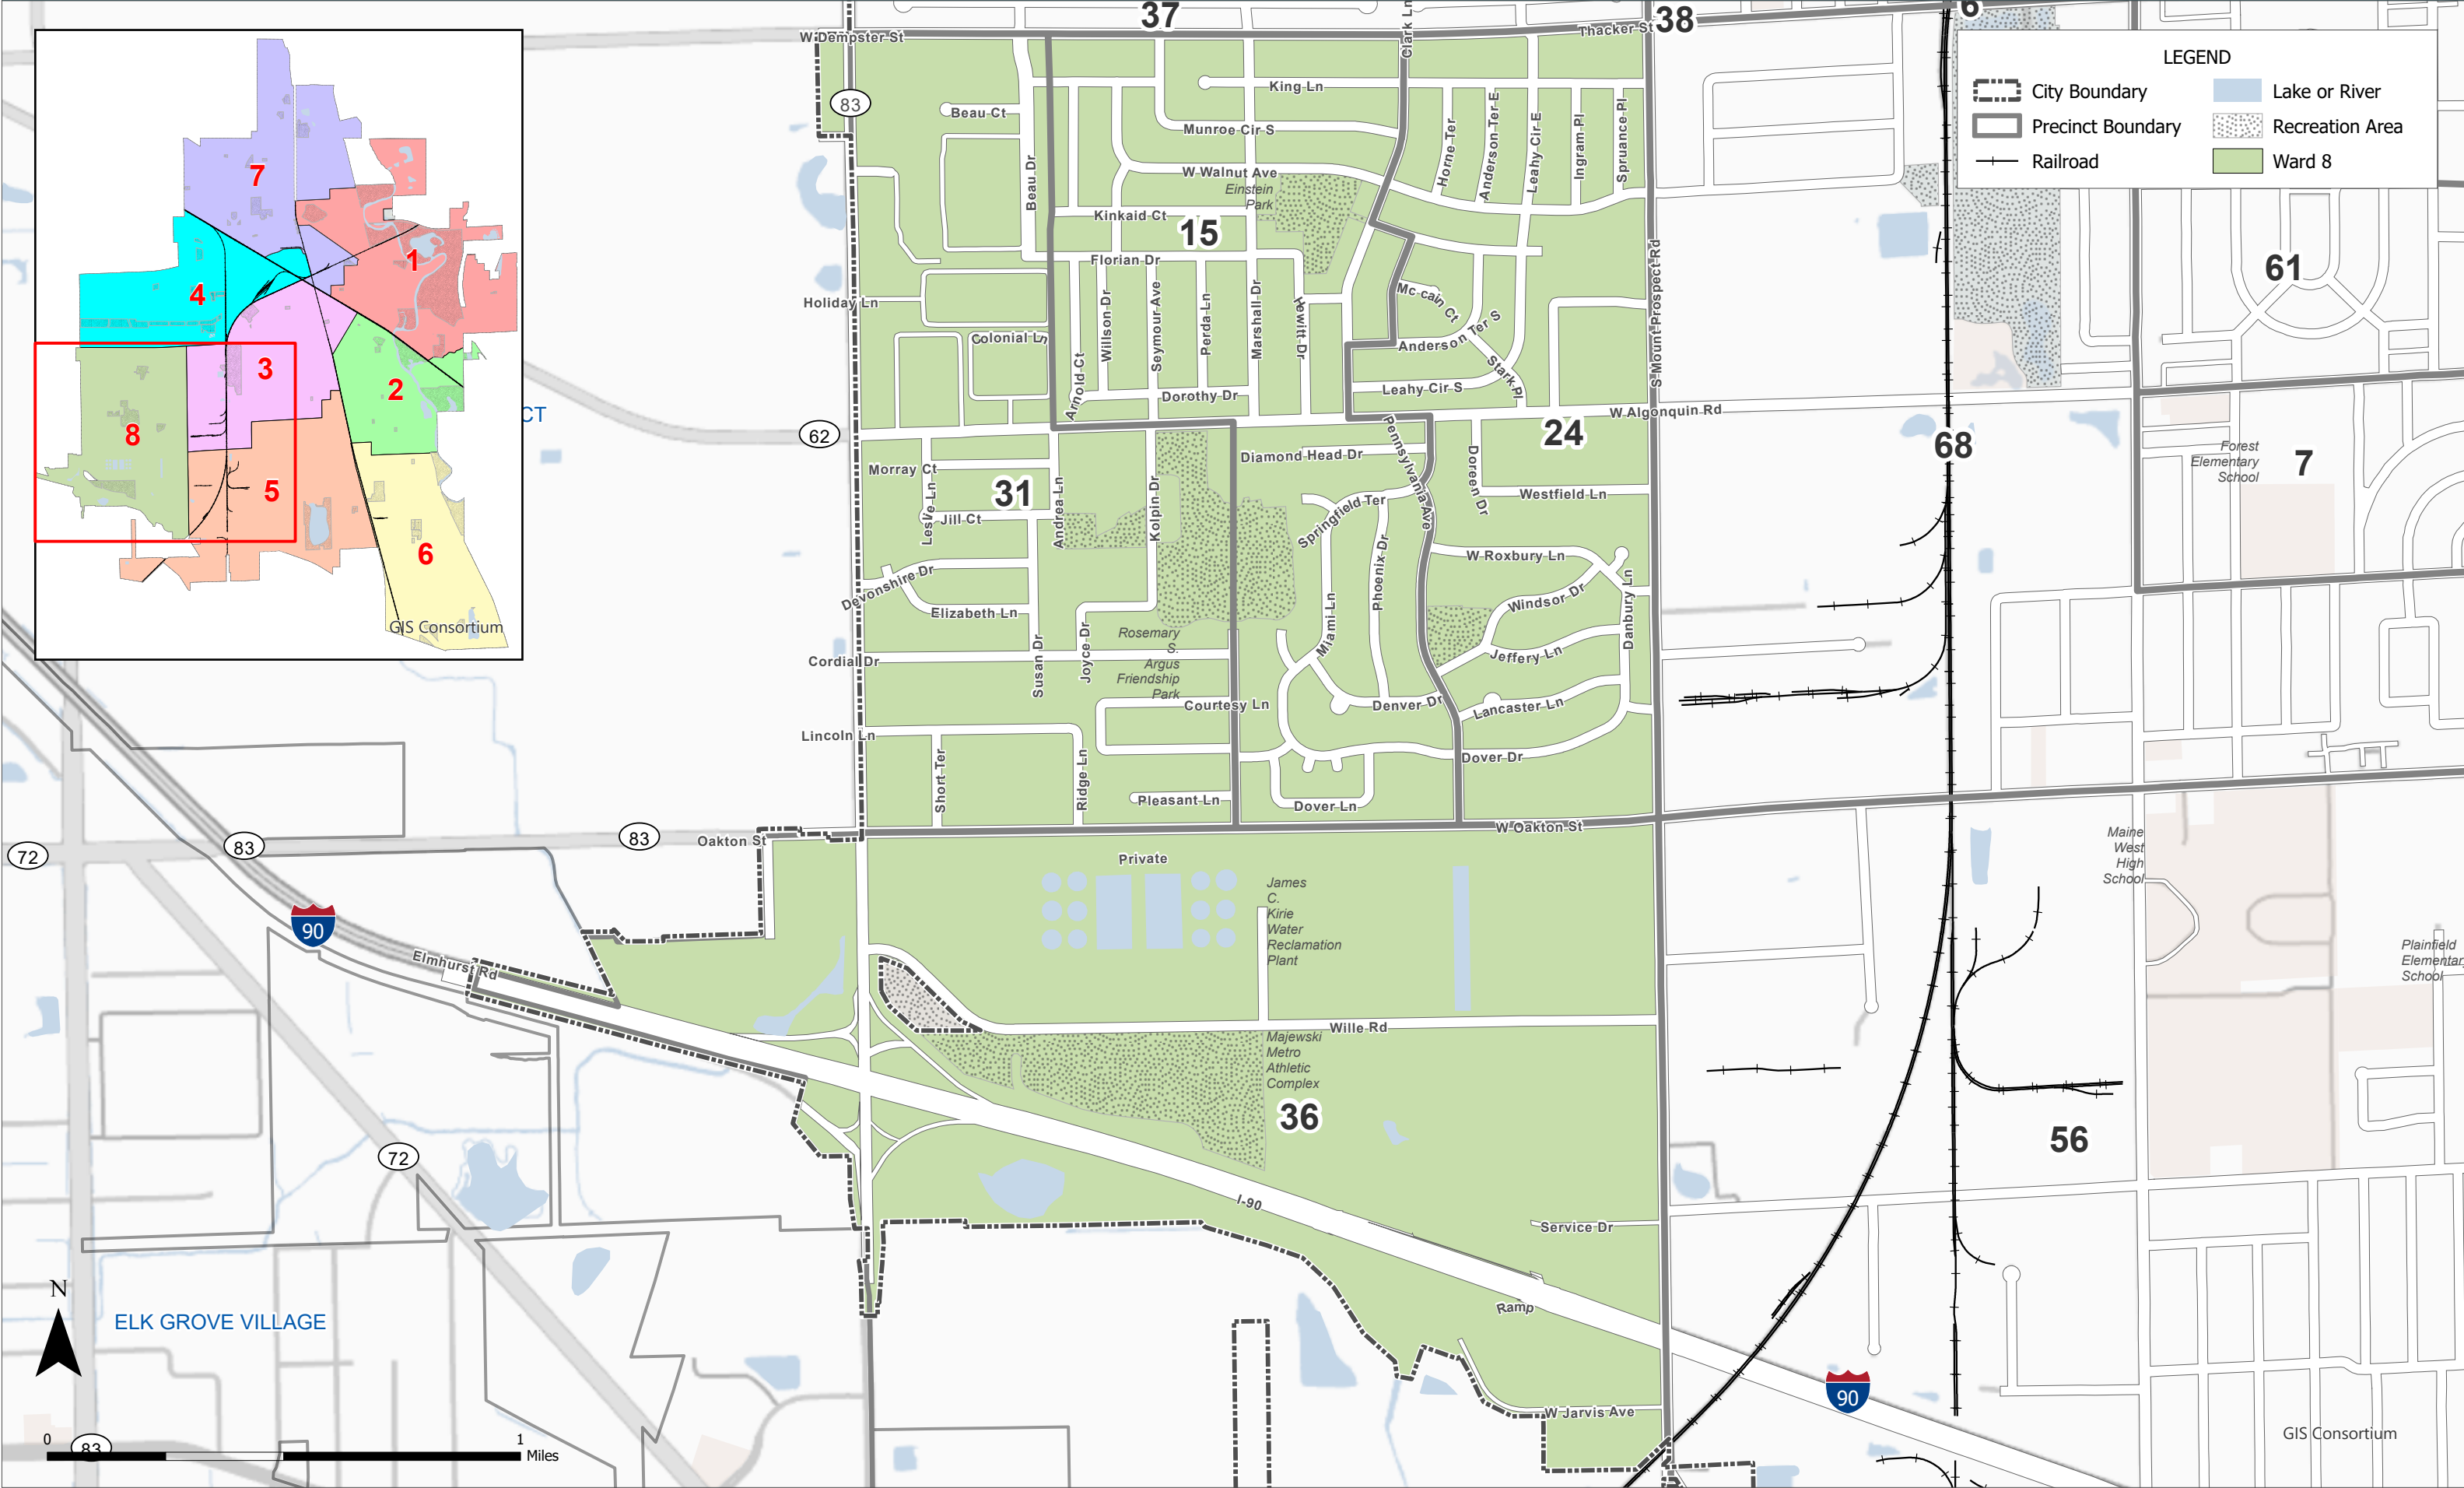 37
38
6
W Dempster St
Thacker St
Clark Ln
LEGEND
City Boundary
Lake or River
Precinct Boundary
Recreation Area
Railroad
Ward 8
7
1
4
3
2
8
5
6
GIS Consortium
CT
83
King Ln
Beau Ct
Munroe Cir S
Beau Dr
W Walnut Ave
Einstein
Park
Horne Ter
Anderson Ter E
Leahy Cir E
Ingram Pl
Spruance Pl
Kinkaid Ct
15
Florian Dr
S Mount Prospect Rd
61
Holiday Ln
Mc cain Ct
Colonial Ln
Arnold Ct
Willson Dr
Seymour Ave
Perda Ln
Marshall Dr
Hewitt Dr
Anderson Ter S
Stark Pl
Leahy Cir S
Dorothy Dr
W Algonquin Rd
62
24
68
Pennsylvania Ave
Diamond Head Dr
Doreen Dr
Forest
Elementary
School
7
Morray Ct
31
Leslie Ln
Andrea Ln
Kolpin Dr
Westfield Ln
Springfield Ter
Jill Ct
Phoenix Dr
W Roxbury Ln
Devonshire Dr
Windsor Dr
Danbury Ln
Elizabeth Ln
Miami Ln
Rosemary
S.
Argus
Friendship
Park
Cordial Dr
Susan Dr
Joyce Dr
Jeffery Ln
Courtesy Ln
Denver Dr
Lancaster Ln
Lincoln Ln
Short Ter
Ridge Ln
Dover Dr
Pleasant Ln
Dover Ln
72
83
83
Oakton St
W Oakton St
Maine
West
High
School
Private
James
C.
Kirie
Water
Reclamation
Plant
90
Elmhurst Rd
Plainfield
Elementary
School
Wille Rd
Majewski
Metro
Athletic
Complex
36
56
72
I-90
Service Dr
Ramp
N
ELK GROVE VILLAGE
90
W Jarvis Ave
GIS Consortium
0
1
Miles
83